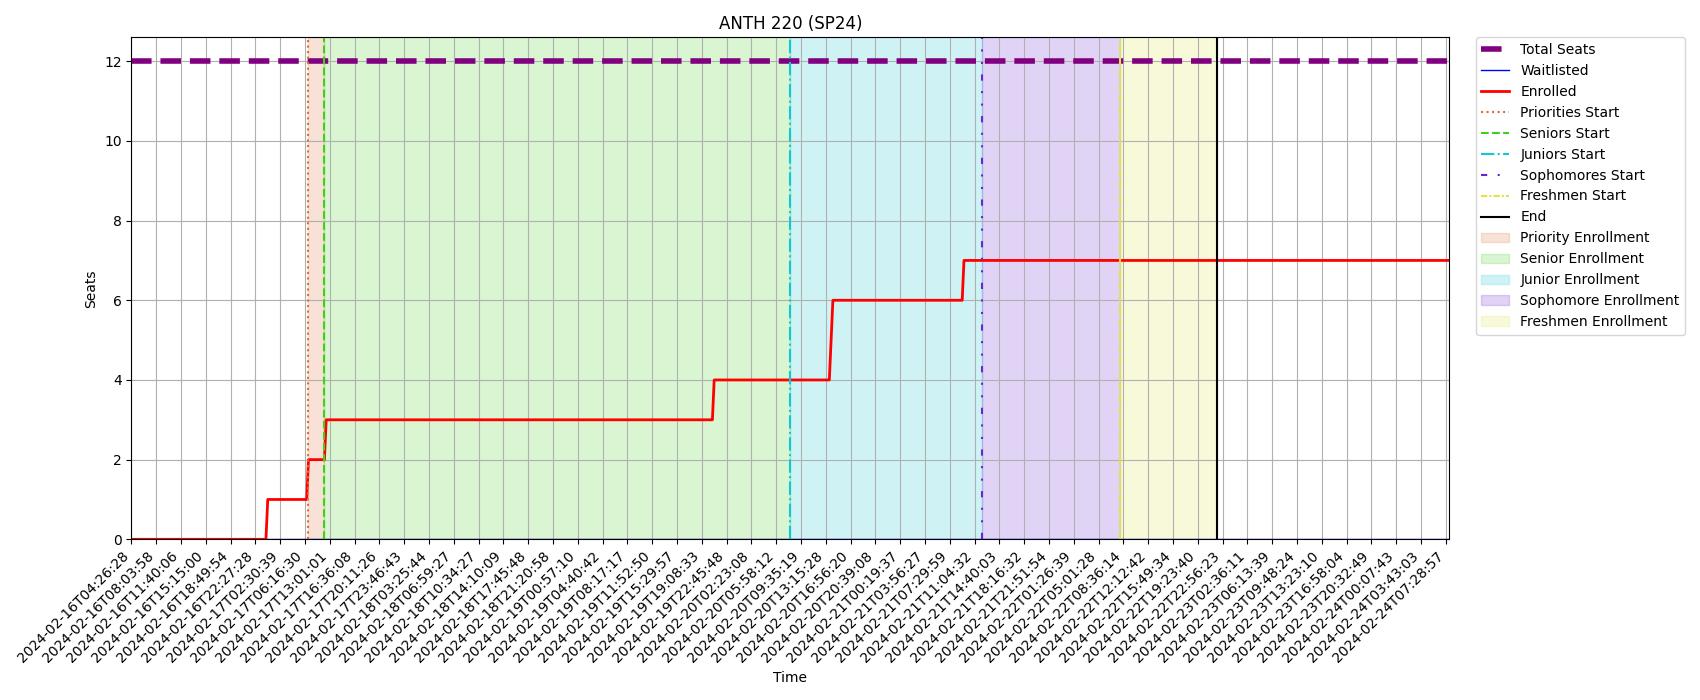 ANTH 220 (SP24)
Seats
12
10
8
6
4
2
0
2024-02-16T04:26:28
2024-02-16T08:03:58
2024-02-16T11:40:06
2024-02-16T15:15:00
2024-02-16T18:49:54
2024-02-16T22:27:28
2024-02-17T02:30:39
2024-02-17T06:16:30
2024-02-17T13:01:01
2024-02-17T16:36:08
2024-02-17T20:11:26
2024-02-17T23:46:43
2024-02-18T03:25:44
2024-02-18T06:59:27
2024-02-18T10:34:27
2024-02-18T14:10:09
2024-02-18T17:45:48
2024-02-18T21:20:58
2024-02-19T00:57:10
2024-02-19T04:40:42
2024-02-19T08:17:17
2024-02-19T11:52:50
2024-02-19T15:29:57
2024-02-19T19:08:33
2024-02-19T22:45:48
2024-02-20T02:23:08
2024-02-20T05:58:12
2024-02-20T09:35:19
2024-02-20T13:15:28
2024-02-20T16:56:20
2024-02-20T20:39:08
2024-02-21T00:19:37
2024-02-21T03:56:27
2024-02-21T07:29:59
2024-02-21T11:04:32
2024-02-21T14:40:03
2024-02-21T18:16:32
2024-02-21T21:51:54
2024-02-22T01:26:39
2024-02-22T05:01:28
2024-02-22T08:36:14
2024-02-22T12:12:42
2024-02-22T15:49:34
2024-02-22T19:23:40
2024-02-22T22:56:23
2024-02-23T02:36:11
2024-02-23T06:13:39
2024-02-23T09:48:24
2024-02-23T13:23:10
2024-02-23T16:58:04
2024-02-23T20:32:49
2024-02-24T00:07:43
2024-02-24T03:43:03
2024-02-24T07:28:57
Time
Total Seats
Waitlisted
Enrolled
Priorities Start
Seniors Start
Juniors Start
Sophomores Start
Freshmen Start
End
Priority Enrollment
Senior Enrollment
Junior Enrollment
Sophomore Enrollment
Freshmen Enrollment